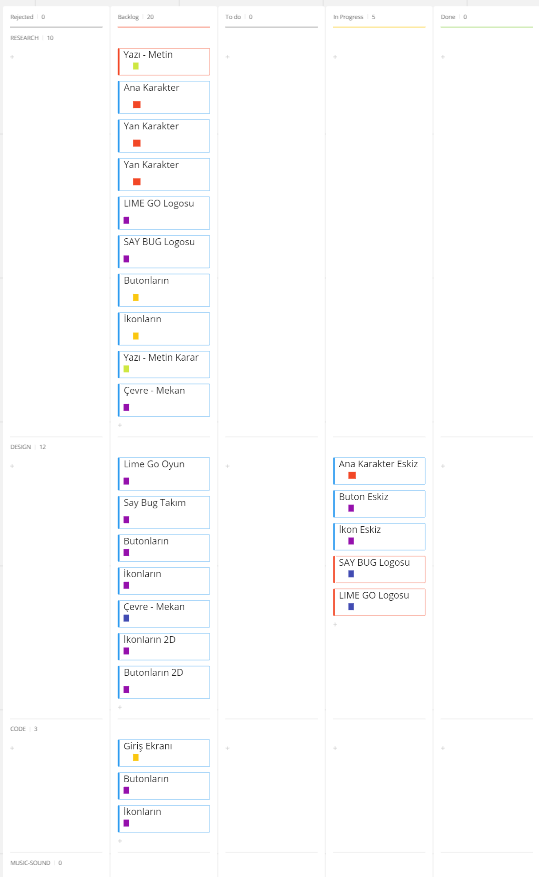 Rejected 0
Backlog 20
To do 0
In Progress 5
Done 0
RESEARCH 10
Yazı - Metin
Ana Karakter
Yan Karakter
Yan Karakter
LIME GO Logosu
SAY BUG Logosu
Butonların
İkonların
Yazı - Metin Karar
Çevre - Mekan
DESIGN 12
Lime Go Oyun
Say Bug Takım
Butonların
İkonların
Çevre - Mekan
İkonların 2D
Butonların 2D
Ana Karakter Eskiz
Buton Eskiz
İkon Eskiz
SAY BUG Logosu
LIME GO Logosu
CODE 3
Giriş Ekranı
Butonların
İkonların
MUSIC-SOUND 0